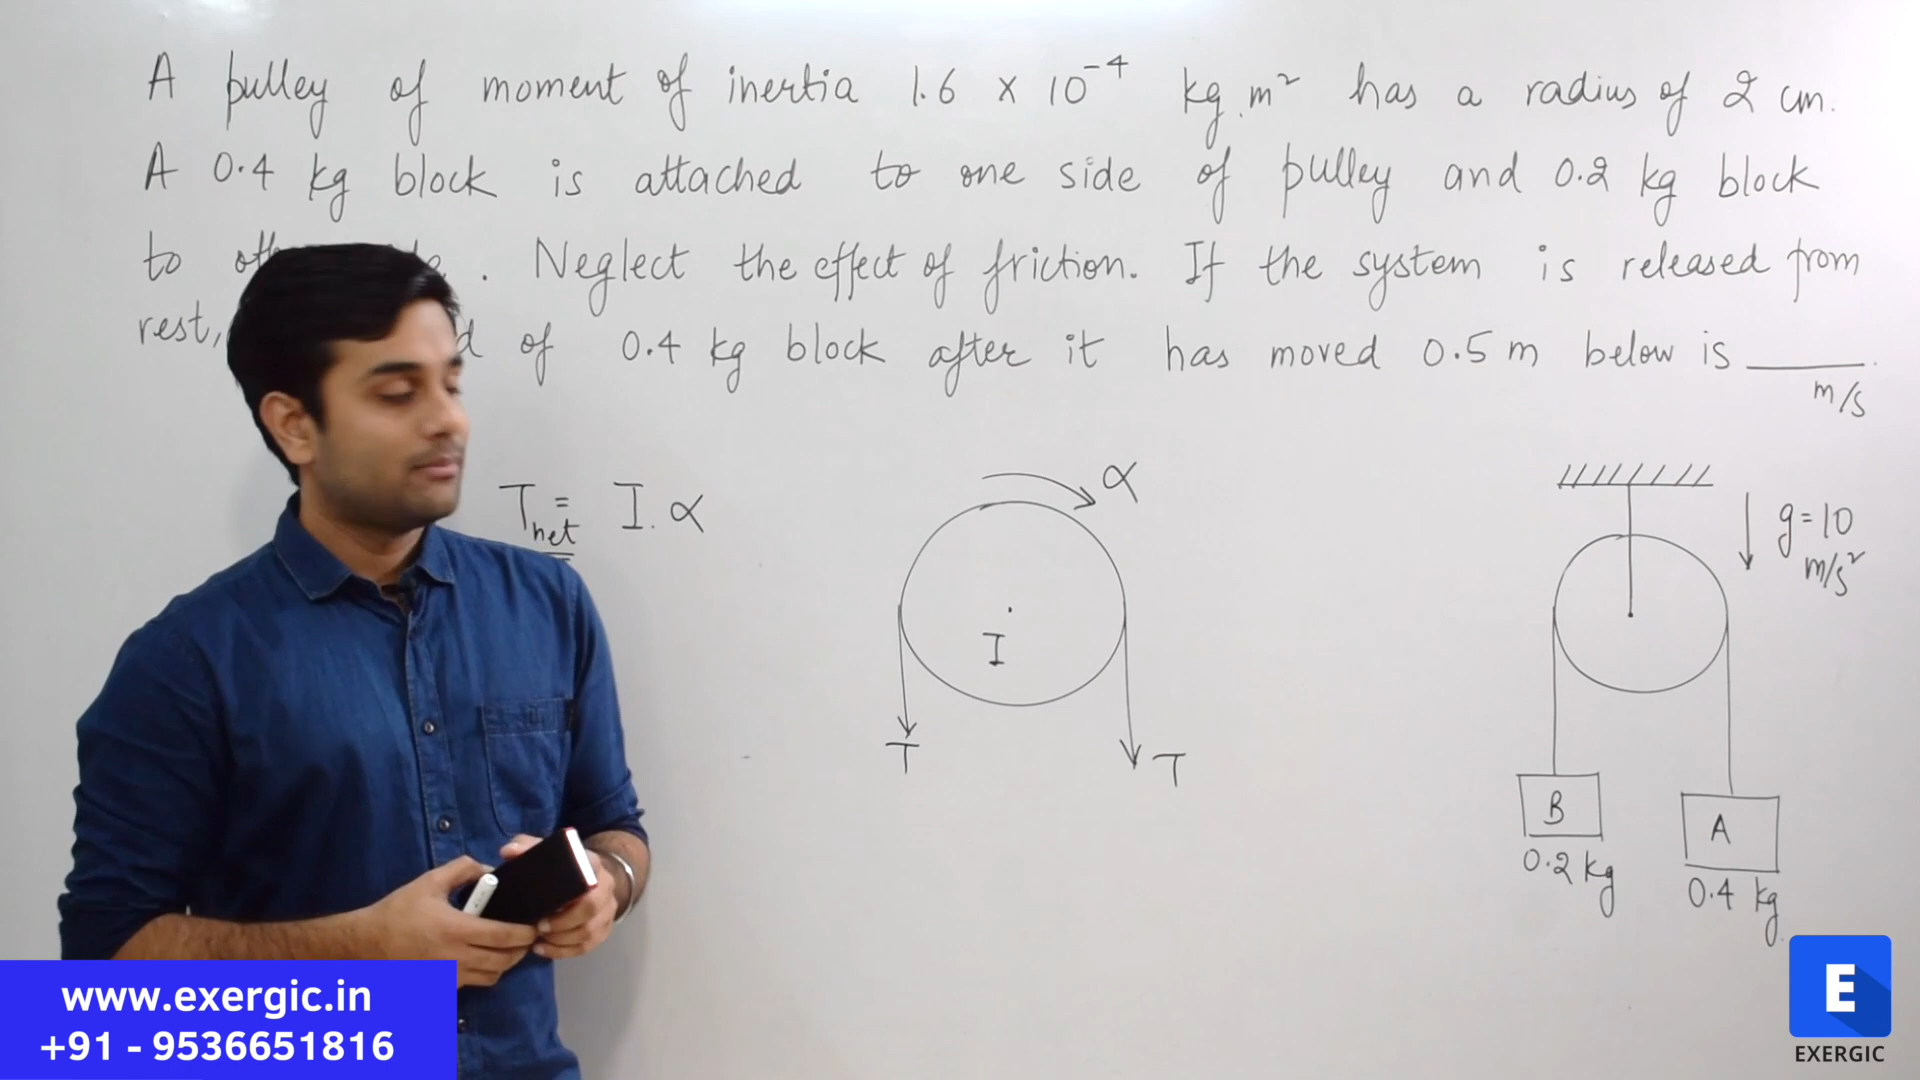 A pulley of moment of inertia 1.6 x 10⁻⁴ kg.m² has a radius of 2 cm.
A 0.4 kg block is attached to one side of pulley and 0.2 kg block
to . Neglect the effect of friction. If the system is released from
rest, of 0.4 kg block after it has moved 0.5 m below is ______.
m/s
T_net = I.α
α
I
T
T
g=10
m/s²
B
A
0.2 kg
0.4 kg
www.exergic.in
+91 - 9536651816
E
EXERGIC